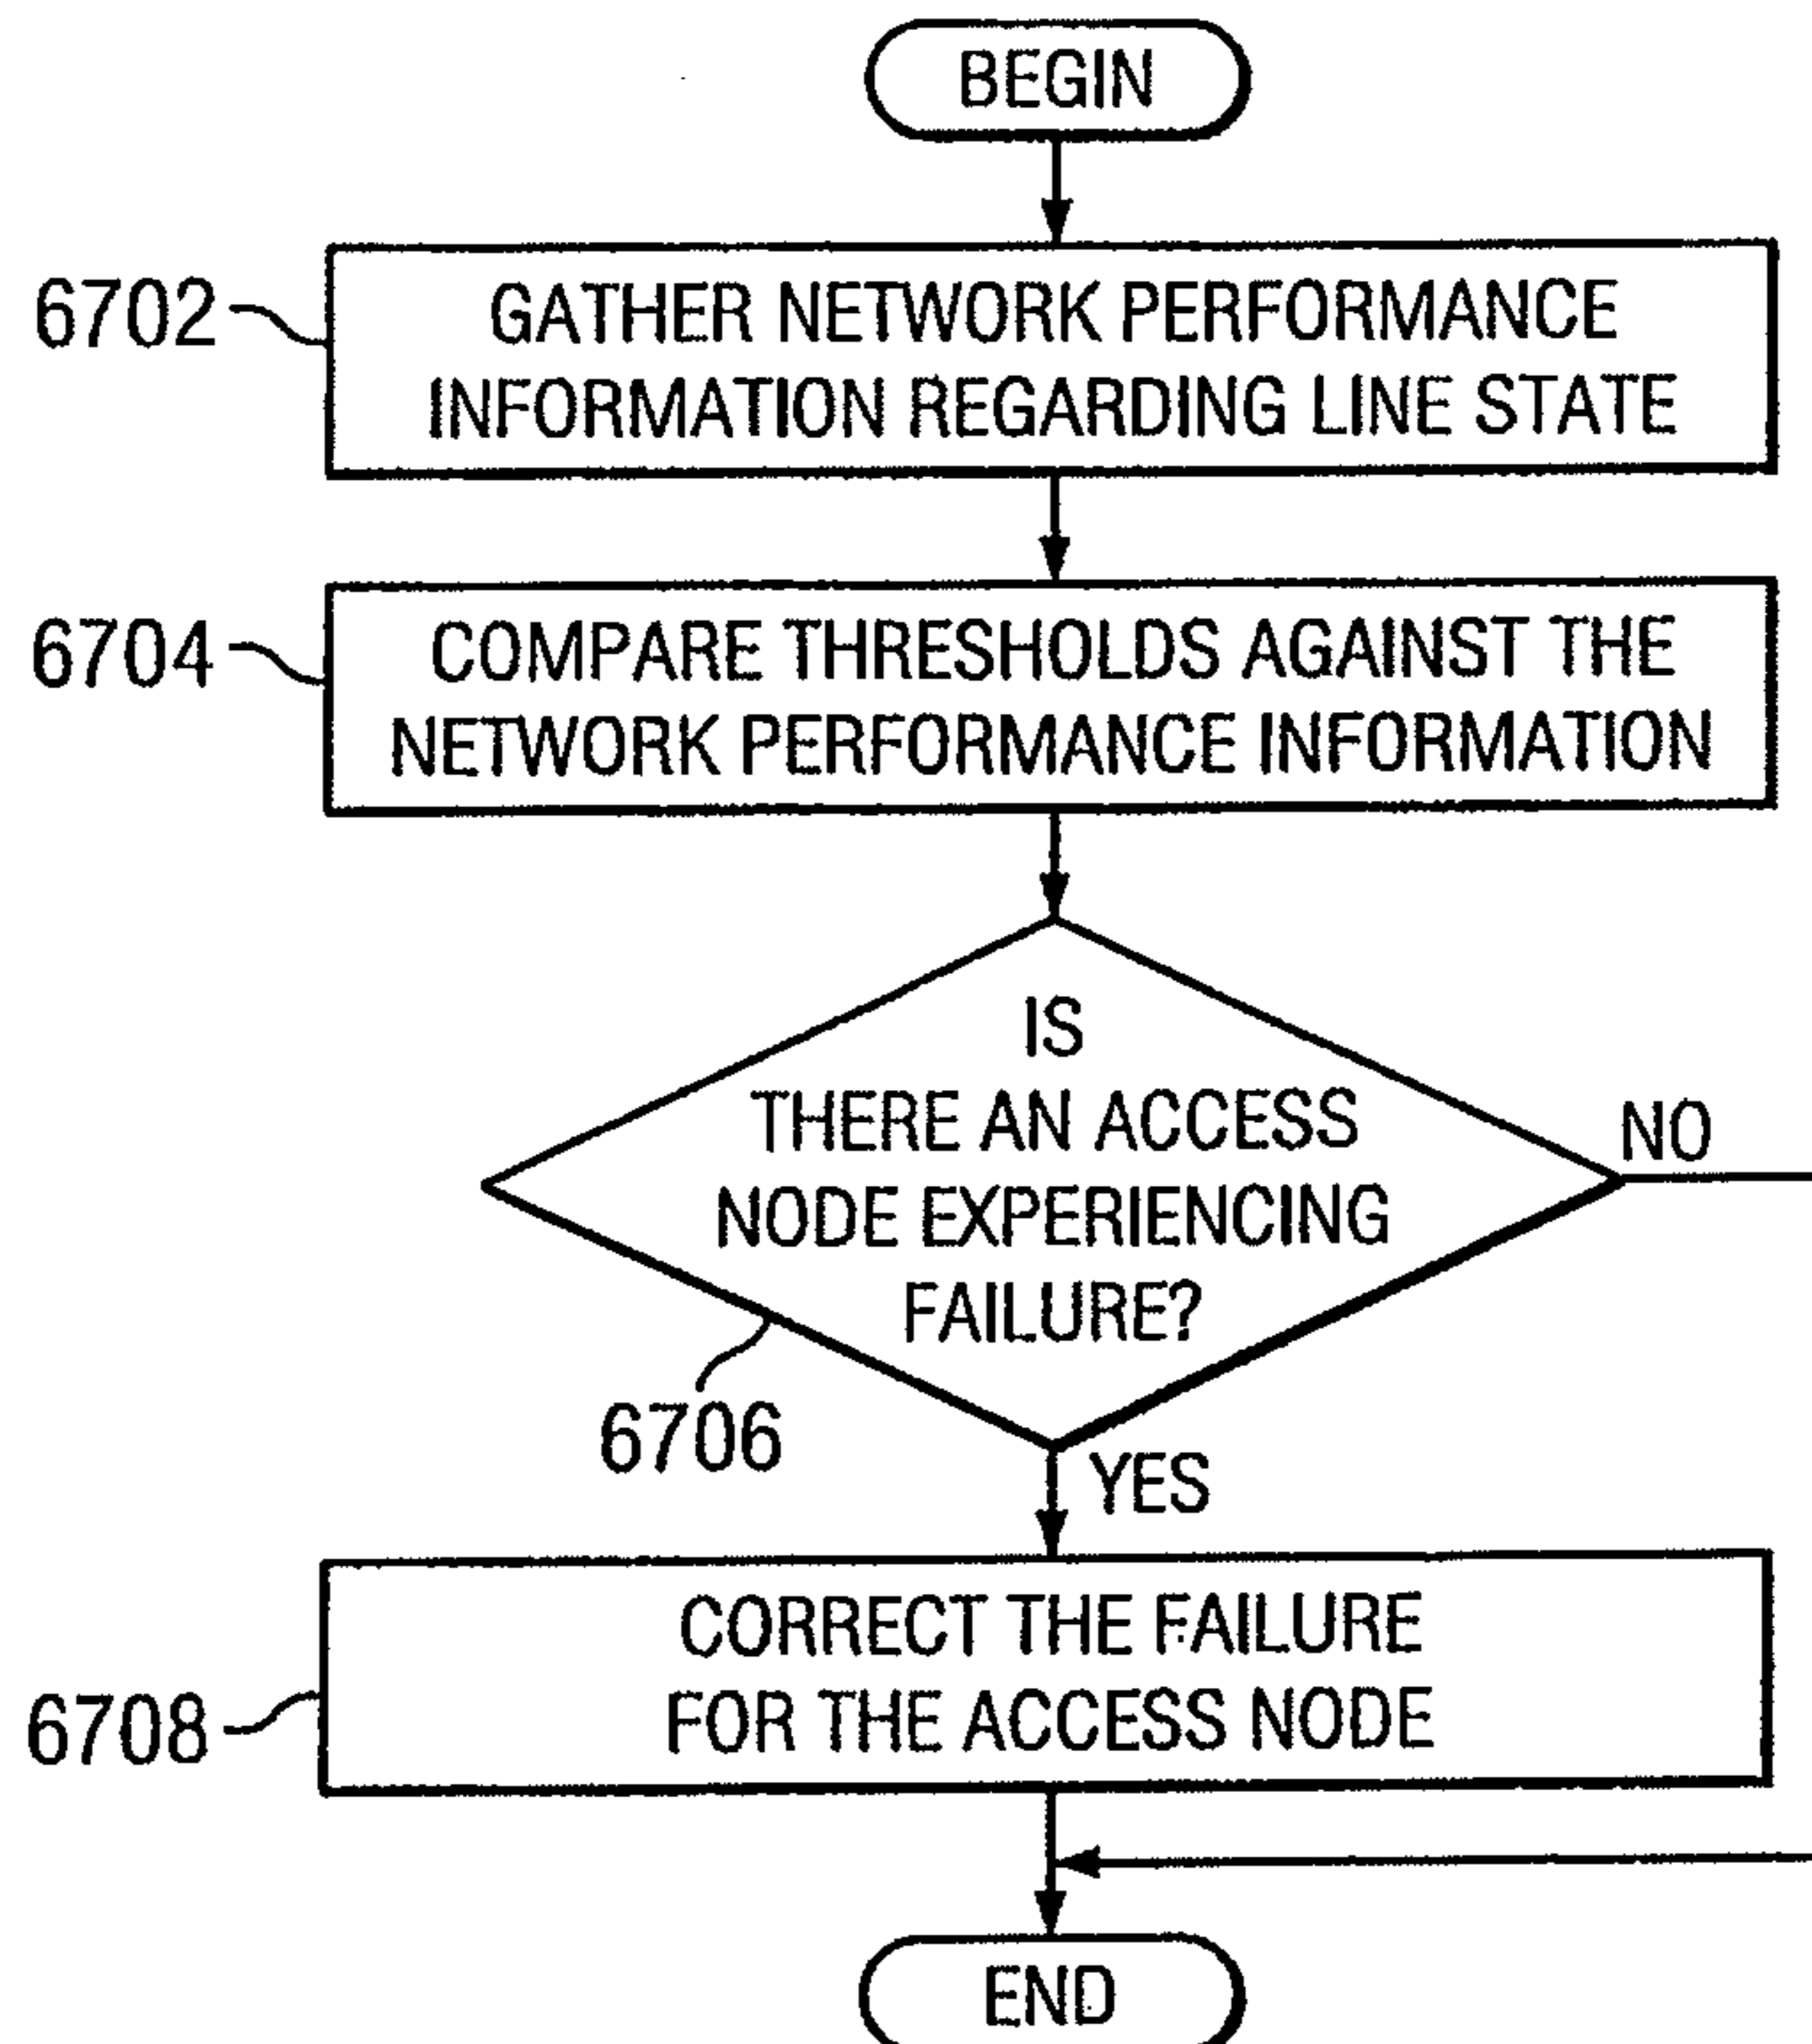 BEGIN
6702
GATHER NETWORK PERFORMANCE
INFORMATION REGARDING LINE STATE
6704
COMPARE THRESHOLDS AGAINST THE
NETWORK PERFORMANCE INFORMATION
IS
THERE AN ACCESS
NODE EXPERIENCING
FAILURE?
NO
6706
YES
CORRECT THE FAILURE
FOR THE ACCESS NODE
6708
END